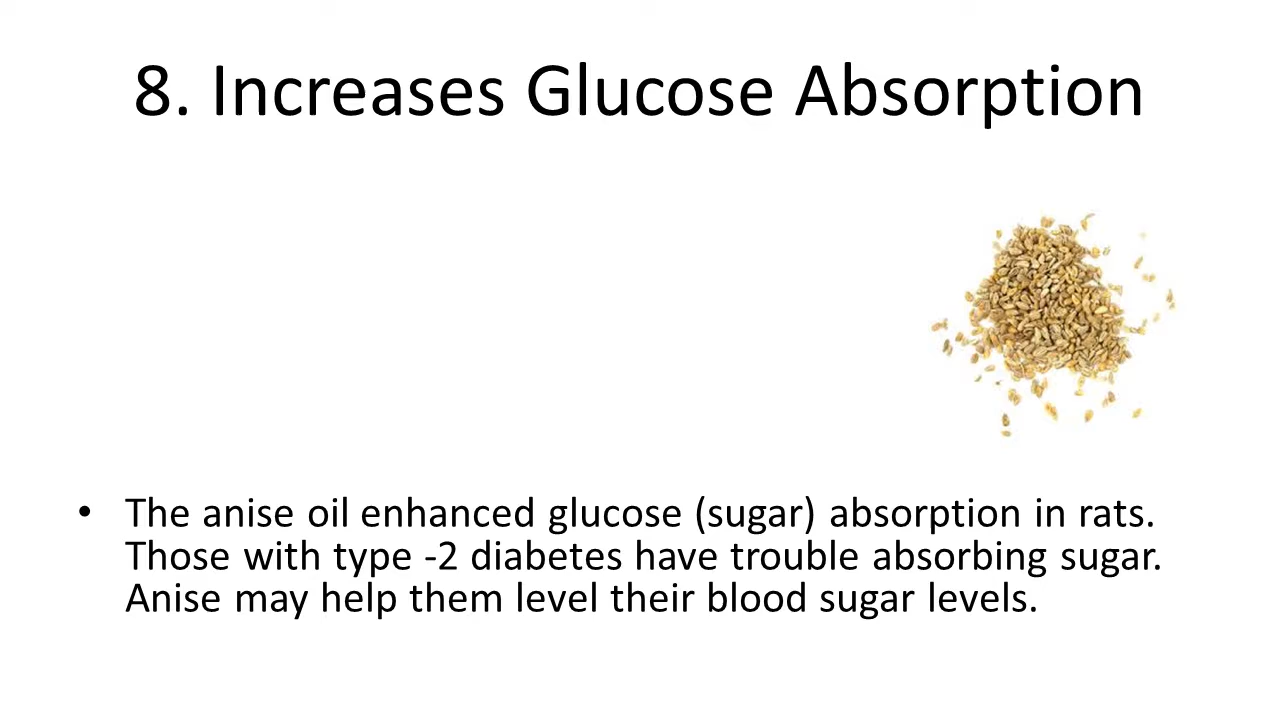 8. Increases Glucose Absorption
• The anise oil enhanced glucose (sugar) absorption in rats.
Those with type -2 diabetes have trouble absorbing sugar.
Anise may help them level their blood sugar levels.